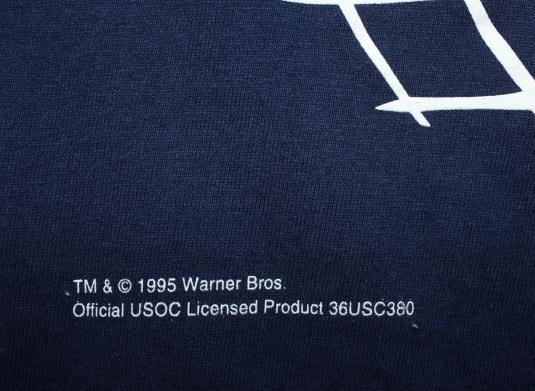 TM & © 1995 Warner Bros.
Official USOC Licensed Product 36USC380